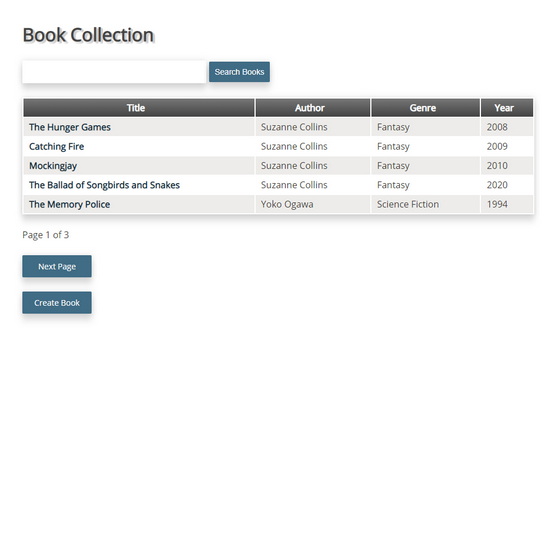 Book Collection
Search Books
Title Author Genre Year
The Hunger Games Suzanne Collins Fantasy 2008
Catching Fire Suzanne Collins Fantasy 2009
Mockingjay Suzanne Collins Fantasy 2010
The Ballad of Songbirds and Snakes Suzanne Collins Fantasy 2020
The Memory Police Yoko Ogawa Science Fiction 1994
Page 1 of 3
Next Page
Create Book